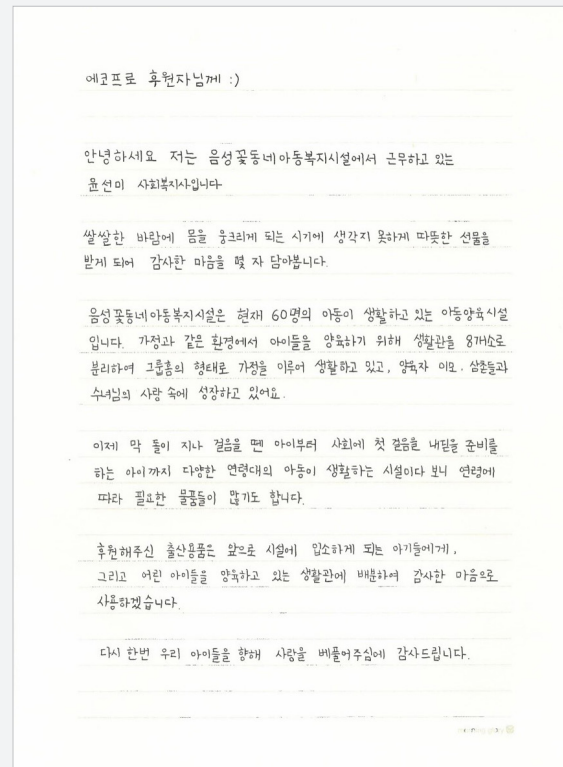 에코프로 후원자님께 :)
안녕하세요 저는 음성꽃동네아동복지시설에서 근무하고 있는
윤선미 사회복지사입니다
쌀쌀한 바람에 몸을 웅크리게 되는 시기에 생각지 못하게 따뜻한 선물을
받게 되어 감사한 마음을 몇 자 담아봅니다.
음성꽃동네아동복지시설은 현재 60명의 아동이 생활하고 있는 아동양육시설
입니다. 가정과 같은 환경에서 아이들을 양육하기 위해 생활관을 8개소로
분리하여 그룹홈의 형태로 가정을 이루어 생활하고 있고, 양육자 이모. 삼촌들과
수녀님의 사랑 속에 성장하고 있어요.
이제 막 돌이 지나 걸음을 뗀 아이부터 사회에 첫 걸음을 내딛을 준비를
하는 아이까지 다양한 연령대의 아동이 생활하는 시설이다 보니 연령에
따라 필요한 물품들이 많기도 합니다.
후원해주신 출산용품은 앞으로 시설에 입소하게 되는 아기들에게,
그리고 어린 아이들을 양육하고 있는 생활관에 배분하여 감사한 마음으로
사용하겠습니다.
다시 한번 우리 아이들을 향해 사랑을 베풀어주심에 감사드립니다.